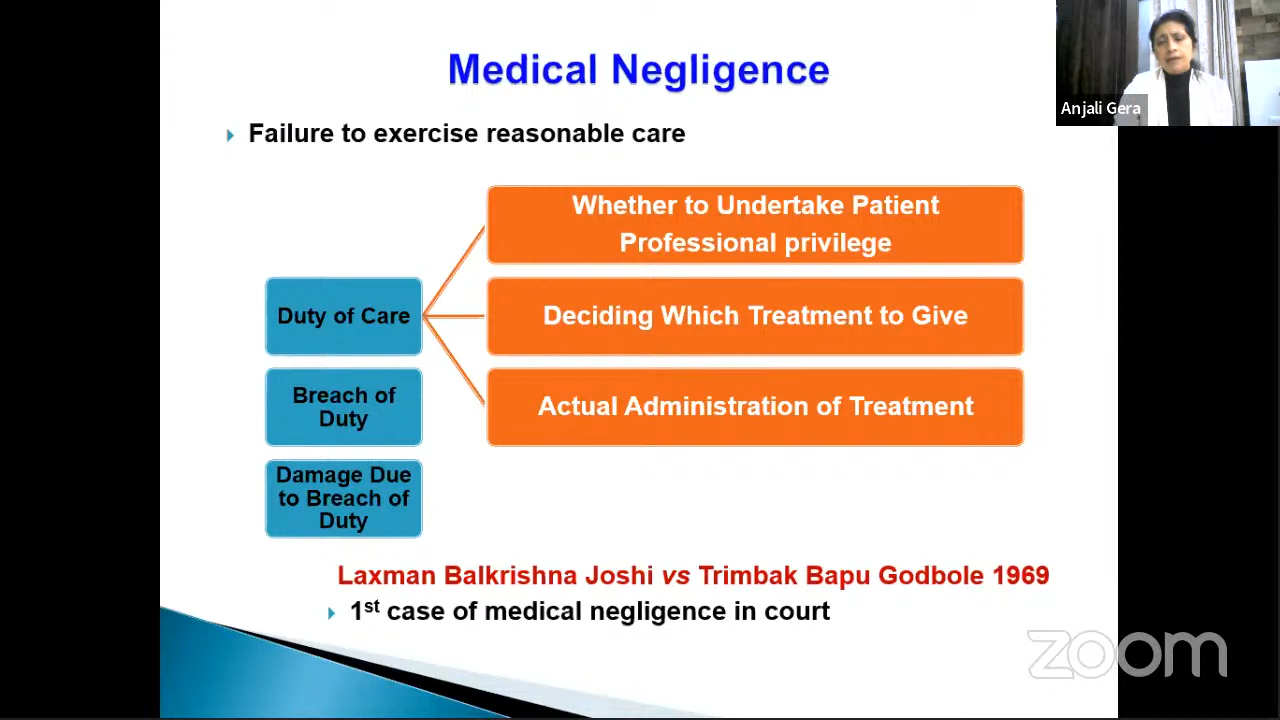 Medical Negligence
Anjali Gera
Failure to exercise reasonable care
Whether to Undertake Patient
Professional privilege
Duty of Care
Deciding Which Treatment to Give
Breach of
Duty
Actual Administration of Treatment
Damage Due
to Breach of
Duty
Laxman Balkrishna Joshi vs Trimbak Bapu Godbole 1969
1st case of medical negligence in court
zoom